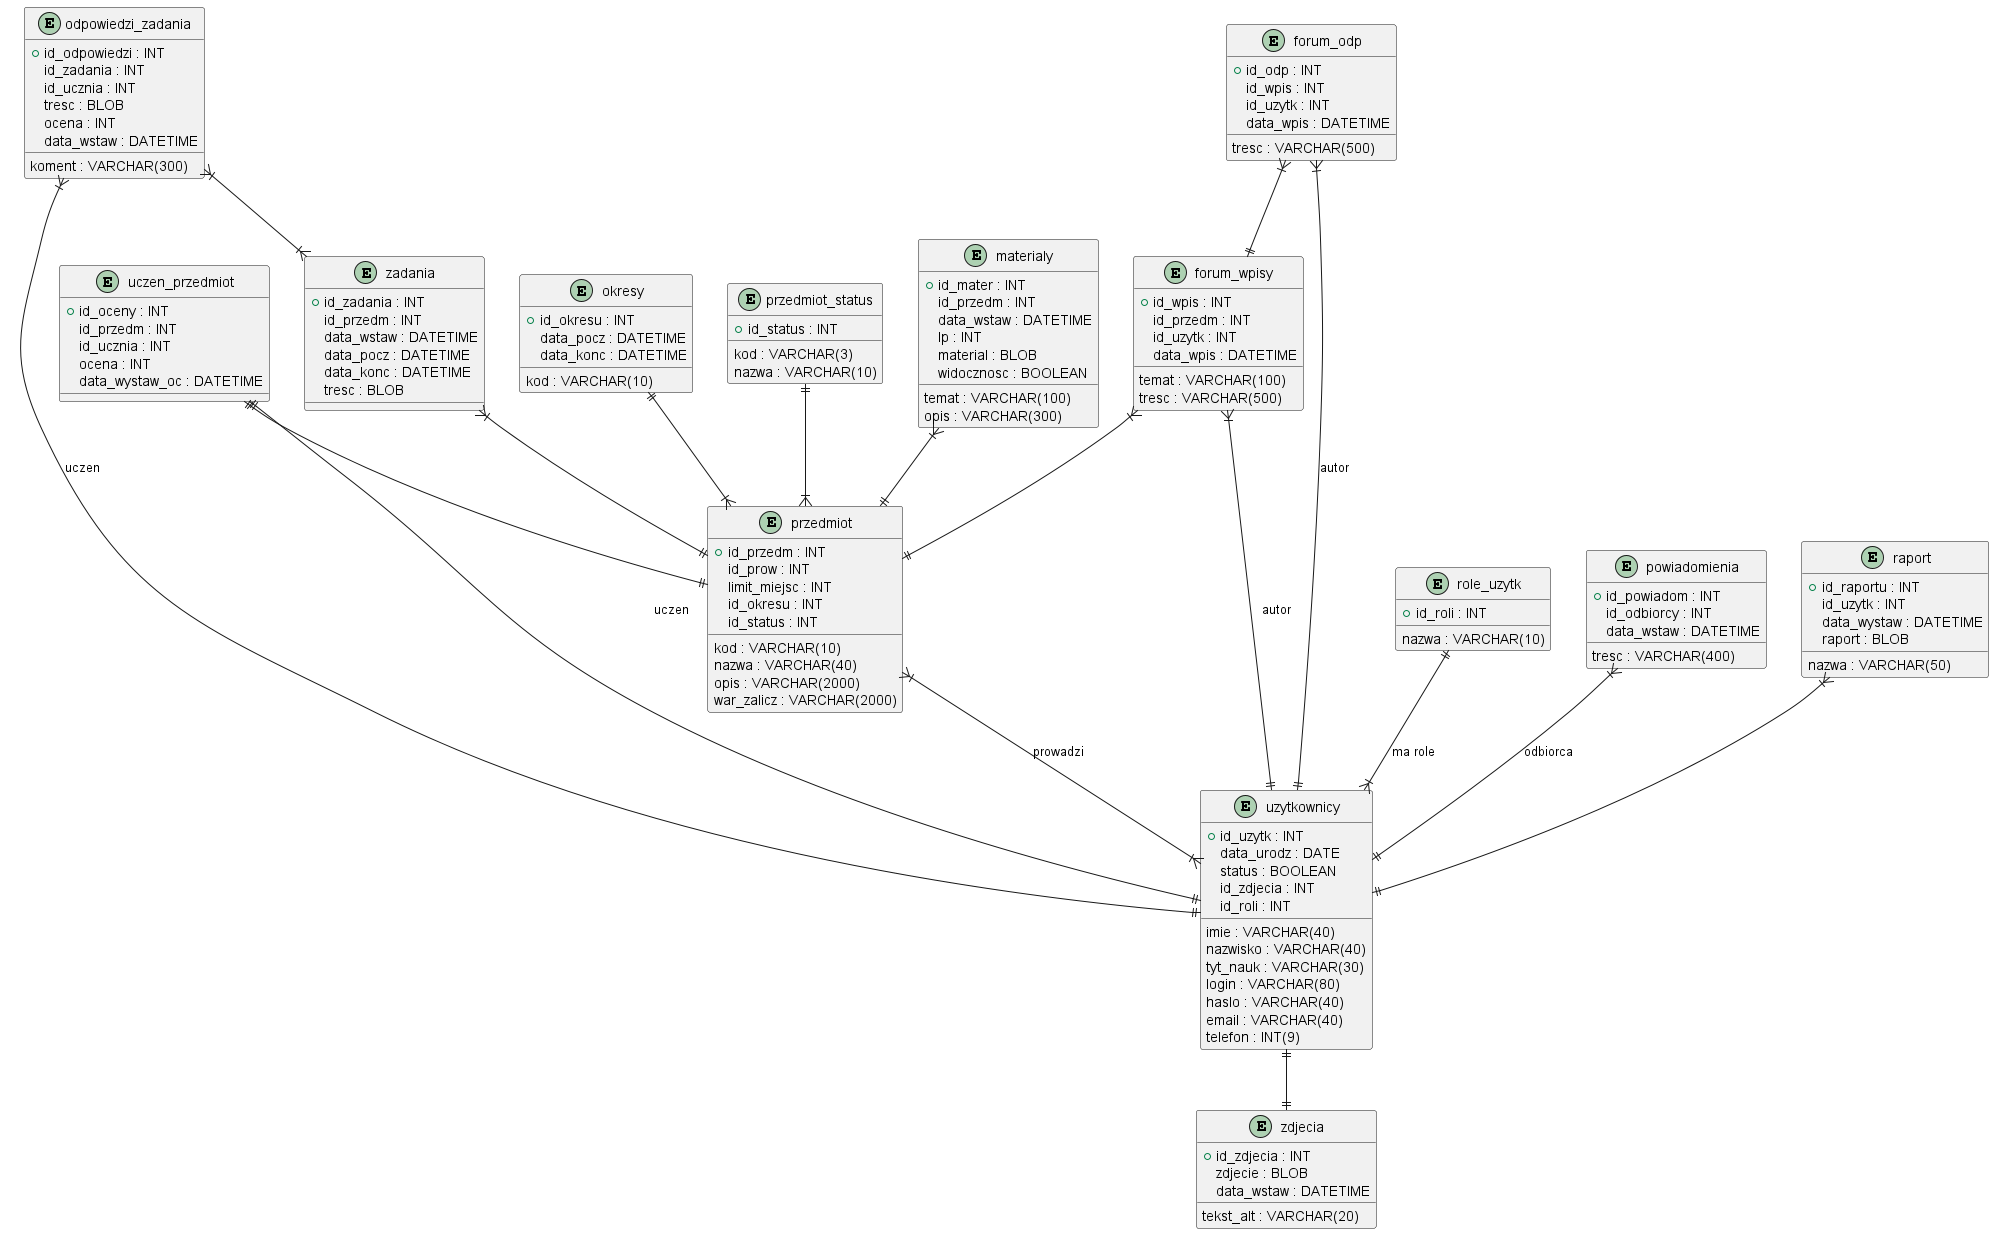 E odpowiedzi_zadania
id_odpowiedzi : INT
id_zadania : INT
id_ucznia : INT
tresc : BLOB
ocena : INT
data_wstaw : DATETIME
koment : VARCHAR(300)
E forum_odp
id_odp : INT
id_wpis : INT
id_uzytk : INT
data_wpis : DATETIME
tresc : VARCHAR(500)
E uczen_przedmiot
id_oceny : INT
id_przedm : INT
id_ucznia : INT
ocena : INT
data_wystaw_oc : DATETIME
E zadania
id_zadania : INT
id_przedm : INT
data_wstaw : DATETIME
data_pocz : DATETIME
data_konc : DATETIME
tresc : BLOB
E okresy
id_okresu : INT
data_pocz : DATETIME
data_konc : DATETIME
kod : VARCHAR(10)
E przedmiot_status
id_status : INT
kod : VARCHAR(3)
nazwa : VARCHAR(10)
E materialy
id_mater : INT
id_przedm : INT
data_wstaw : DATETIME
lp : INT
material : BLOB
widocznosc : BOOLEAN
temat : VARCHAR(100)
opis : VARCHAR(300)
E forum_wpisy
id_wpis : INT
id_przedm : INT
id_uzytk : INT
data_wpis : DATETIME
temat : VARCHAR(100)
tresc : VARCHAR(500)
uczen
autor
E przedmiot
id_przedm : INT
id_prow : INT
limit_miejsc : INT
id_okresu : INT
id_status : INT
kod : VARCHAR(10)
nazwa : VARCHAR(40)
opis : VARCHAR(2000)
war_zalicz : VARCHAR(2000)
uczen
autor
E role_uzytk
id_roli : INT
nazwa : VARCHAR(10)
E powiadomienia
id_powiadom : INT
id_odbiorcy : INT
data_wstaw : DATETIME
tresc : VARCHAR(400)
E raport
id_raportu : INT
id_uzytk : INT
data_wystaw : DATETIME
raport : BLOB
nazwa : VARCHAR(50)
prowadzi
ma role
odbiorca
E uzytkownicy
id_uzytk : INT
data_urodz : DATE
status : BOOLEAN
id_zdjecia : INT
id_roli : INT
imie : VARCHAR(40)
nazwisko : VARCHAR(40)
tyt_nauk : VARCHAR(30)
login : VARCHAR(80)
haslo : VARCHAR(40)
email : VARCHAR(40)
telefon : INT(9)
E zdjecia
id_zdjecia : INT
zdjecie : BLOB
data_wstaw : DATETIME
tekst_alt : VARCHAR(20)